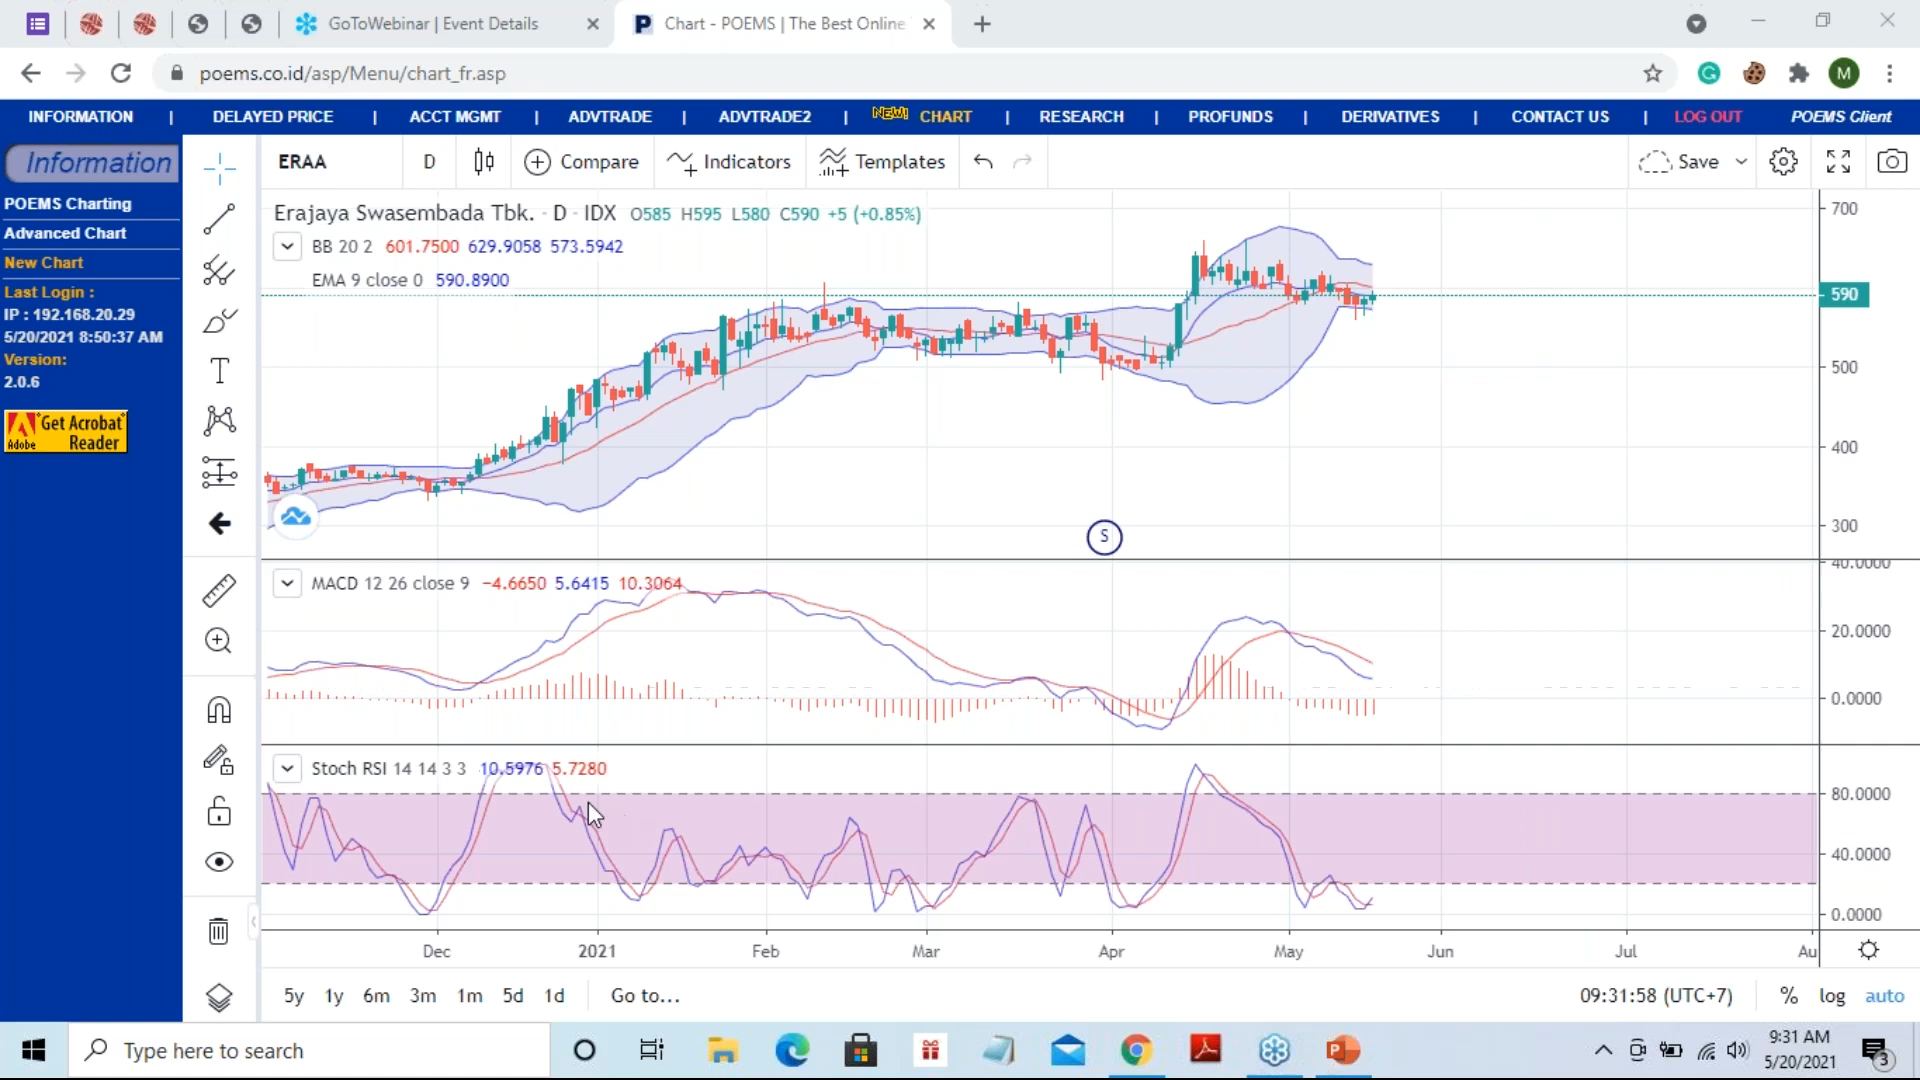 GoToWebinar | Event Details
Chart - POEMS | The Best Online
poems.co.id/asp/Menu/chart_fr.asp
M
INFORMATION | DELAYED PRICE | ACCT MGMT | ADVTRADE | ADVTRADE2 | NEW! CHART | RESEARCH | PROFUNDS | DERIVATIVES | CONTACT US | LOG OUT POEMS Client
Information
POEMS Charting
Advanced Chart
New Chart
Last Login :
IP : 192.168.20.29
5/20/2021 8:50:37 AM
Version:
2.0.6
Get Acrobat
Adobe Reader
ERAA D Compare Indicators Templates Save
Erajaya Swasembada Tbk. · D · IDX O585 H595 L580 C590 +5 (+0.85%)
BB 20 2 601.7500 629.9058 573.5942
EMA 9 close 0 590.8900
700
590
500
400
300
S
MACD 12 26 close 9 −4.6650 5.6415 10.3064
40.0000
20.0000
0.0000
Stoch RSI 14 14 3 3 10.5976 5.7280
80.0000
40.0000
0.0000
Dec 2021 Feb Mar Apr May Jun Jul Au
5y 1y 6m 3m 1m 5d 1d Go to... 09:31:58 (UTC+7) % log auto
Type here to search
9:31 AM
5/20/2021
3